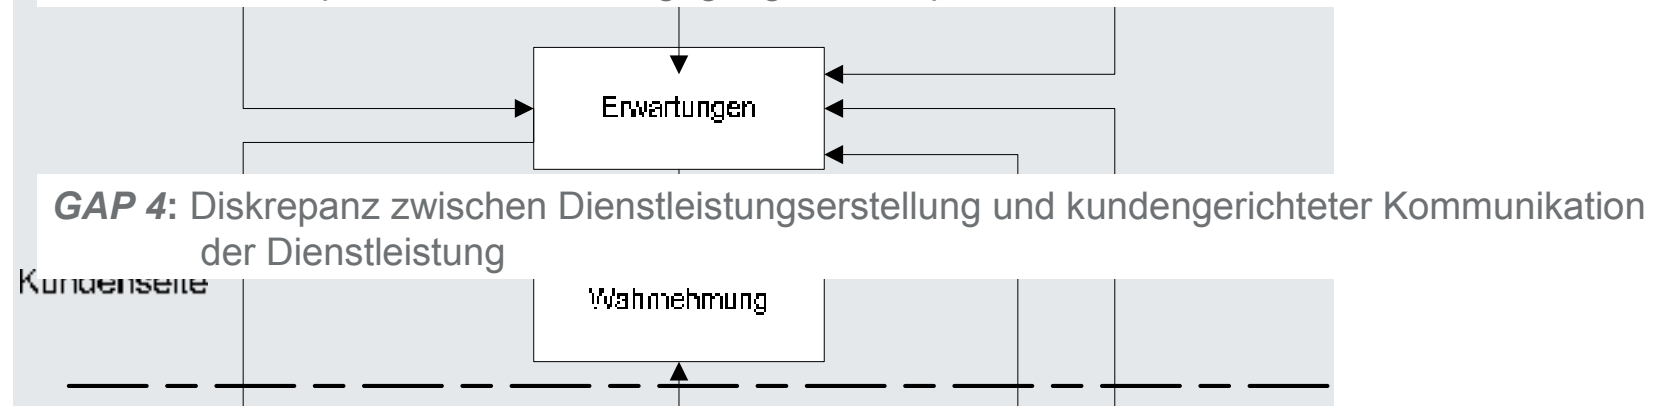 Erwartungen
GAP 4: Diskrepanz zwischen Dienstleistungserstellung und kundengerichteter Kommunikation
der Dienstleistung
Kundenseite
Wahrnehmung